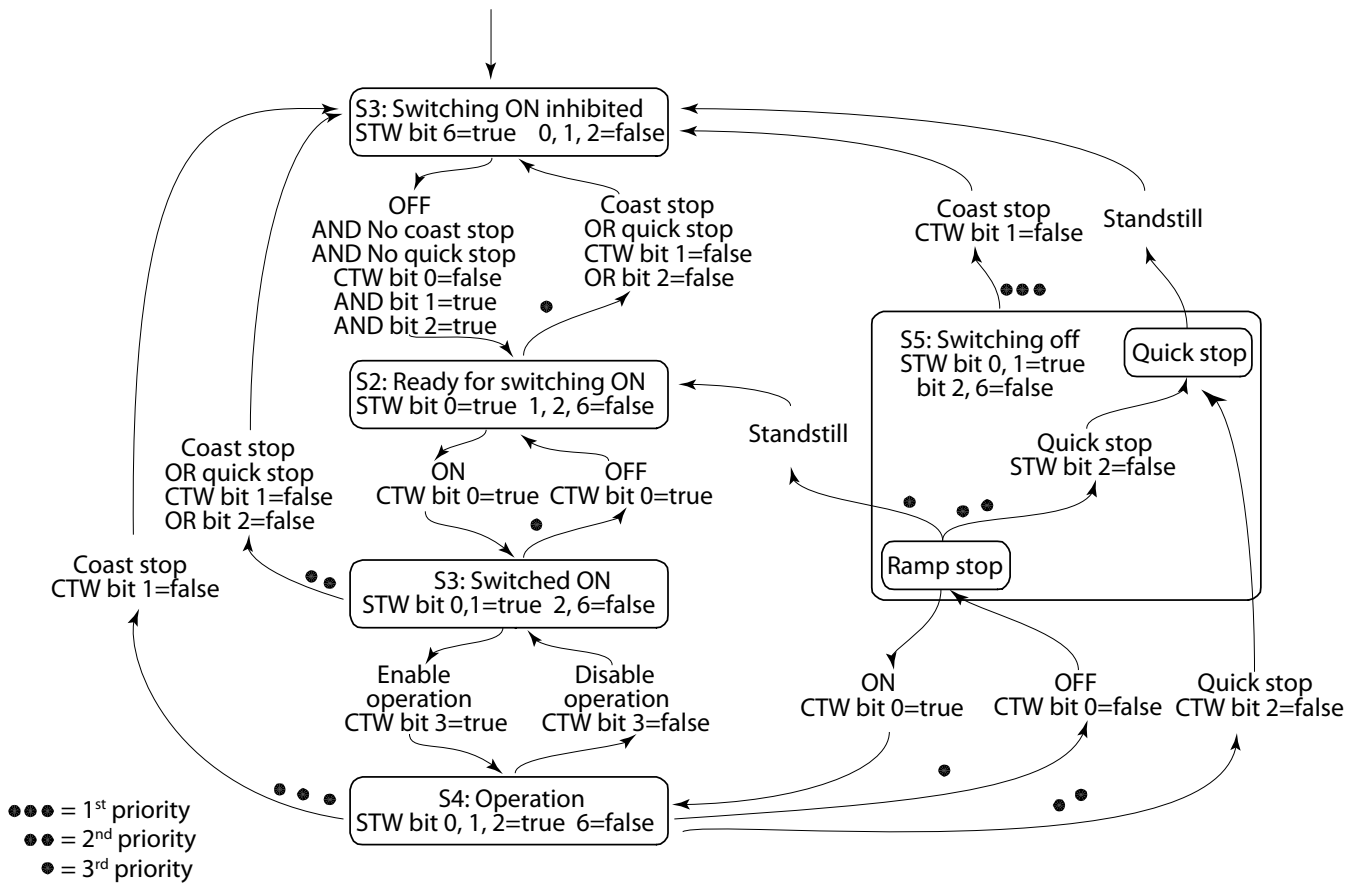 S3: Switching ON inhibited
STW bit 6=true 0, 1, 2=false
OFF
AND No coast stop
AND No quick stop
CTW bit 0=false
AND bit 1=true
AND bit 2=true
Coast stop
OR quick stop
CTW bit 1=false
OR bit 2=false
Coast stop
CTW bit 1=false
Standstill
S5: Switching off
STW bit 0, 1=true
bit 2, 6=false
Quick stop
S2: Ready for switching ON
STW bit 0=true 1, 2, 6=false
Standstill
Quick stop
STW bit 2=false
Coast stop
OR quick stop
CTW bit 1=false
OR bit 2=false
ON
CTW bit 0=true
OFF
CTW bit 0=true
Ramp stop
Coast stop
CTW bit 1=false
S3: Switched ON
STW bit 0,1=true 2, 6=false
Enable
operation
CTW bit 3=true
Disable
operation
CTW bit 3=false
ON
CTW bit 0=true
OFF
CTW bit 0=false
Quick stop
CTW bit 2=false
S4: Operation
STW bit 0, 1, 2=true 6=false
= 1st priority
= 2nd priority
= 3rd priority